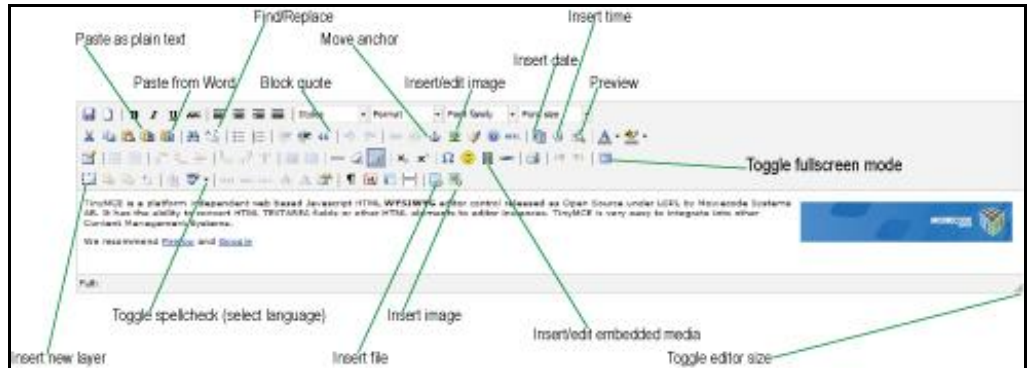 Find/Replace
Insert time
Paste as plain text
Move anchor
Insert date
Paste from Word
Block quote
Insert/edit image
Preview
Format
Font family
Font size
Toggle fullscreen mode
TinyMCE is a platform independent web based Javascript HTML WYSIWYG editor control released as Open Source under LGPL by Moxiecode Systems
AB. It has the ability to convert HTML TEXTAREA fields or other HTML elements to editor instances. TinyMCE is very easy to integrate into other
Content Management Systems.
We recommend Firefox and Google
Path:
Toggle spellcheck (select language)
Insert image
Insert/edit embedded media
Insert new layer
Insert file
Toggle editor size